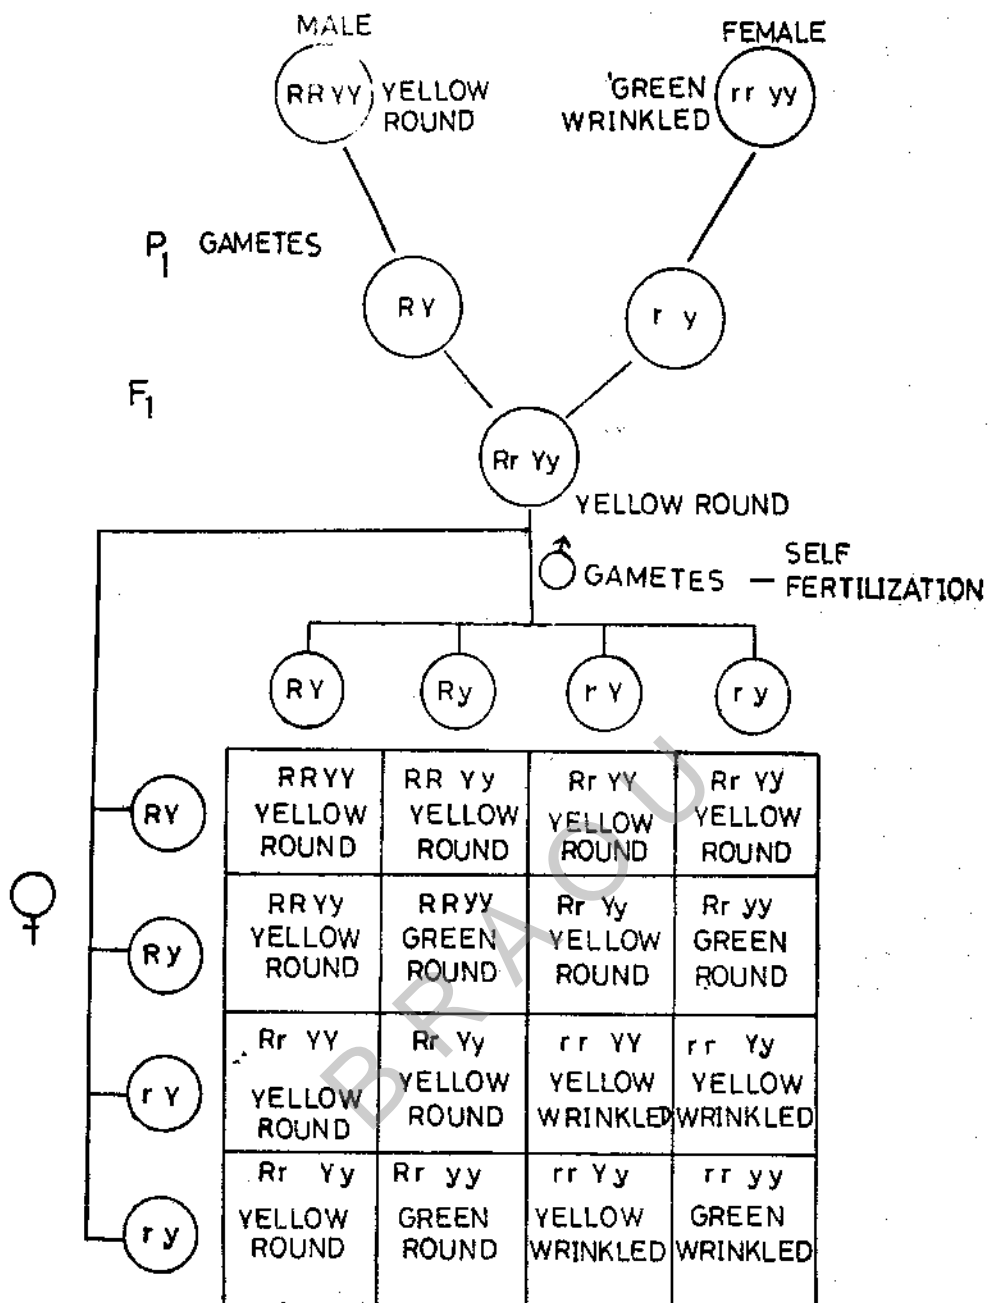 MALE
FEMALE
RRYY YELLOW
ROUND
GREEN
WRINKLED
rr yy
P1 GAMETES
RY
r y
F1
Rr Yy
YELLOW ROUND
♂ GAMETES — SELF
FERTILIZATION
RY Ry rY ry
RY
RRYY
YELLOW
ROUND
RR Yy
YELLOW
ROUND
Rr YY
YELLOW
ROUND
Rr Yy
YELLOW
ROUND
♀
Ry
RRYy
YELLOW
ROUND
RRyy
GREEN
ROUND
Rr Yy
YELLOW
ROUND
Rr yy
GREEN
ROUND
rY
Rr YY
YELLOW
ROUND
Rr Yy
YELLOW
ROUND
rr YY
YELLOW
WRINKLED
rr Yy
YELLOW
WRINKLED
ry
Rr Yy
YELLOW
ROUND
Rr yy
GREEN
ROUND
rr Yy
YELLOW
WRINKLED
rr yy
GREEN
WRINKLED
BRAOU